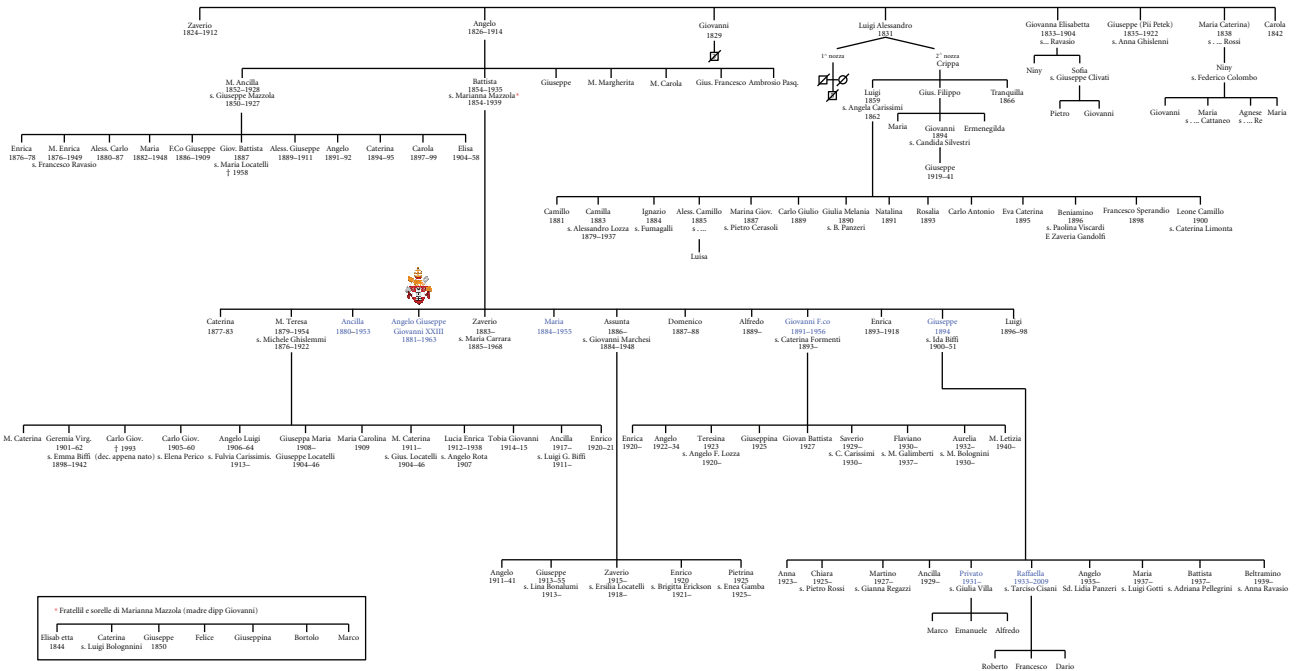 Zaverio
1824–1912
Angelo
1826–1914
Giovanni
1829
Luigi Alessandro
1831
Giovanna Elisabetta
1833–1904
s... Ravasio
Giuseppe (Pii Petek)
1835–1922
s. Anna Ghislenni
Maria Caterina)
1838
s . ... Rossi
Carola
1842
1° nozza
2° nozza
Crippa
Niny
Sofia
s. Giuseppe Clivati
Niny
s. Federico Colombo
M. Ancilla
1852–1928
s. Giuseppe Mazzola
1850–1927
Battista
1854–1935
s. Marianna Mazzola*
1854-1939
Giuseppe
M. Margherita
M. Carola
Gius. Francesco
Ambrosio Pasq.
Luigi
1859
s. Angela Carissimi
1862
Gius. Filippo
Tranquilla
1866
Pietro
Giovanni
Giovanni
Maria
s . ... Cattaneo
Agnese
s . ... Re
Maria
Maria
Giovanni
1894
s. Candida Silvestri
Ermenegilda
Giuseppe
1919–41
Enrica
1876–78
M. Enrica
1876–1949
s. Francesco Ravasio
Aless. Carlo
1880–87
Maria
1882–1948
F.Co Giuseppe
1886–1909
Giov. Battista
1887
s. Maria Locatelli
† 1958
Aless. Giuseppe
1889–1911
Angelo
1891–92
Caterina
1894–95
Carola
1897–99
Elisa
1904–58
Camillo
1881
Camilla
1883
s. Alessandro Lozza
1879–1937
Ignazio
1884
s. Fumagalli
Aless. Camillo
1885
s . ...
Luisa
Marina Giov.
1887
s. Pietro Cerasoli
Carlo Giulio
1889
Giulia Melania
1890
s. B. Panzeri
Natalina
1891
Rosalia
1893
Carlo Antonio
Eva Caterina
1895
Beniamino
1896
s. Paolina Viscardi
E Zaveria Gandolfi
Francesco Sperandio
1898
Leone Camillo
1900
s. Caterina Limonta
Caterina
1877-83
M. Teresa
1879–1954
s. Michele Ghislemmi
1876–1922
Ancilla
1880–1953
Angelo Giuseppe
Giovanni XXIII
1881–1963
Zaverio
1883–
s. Maria Carrara
1885–1968
Maria
1884–1955
Assunta
1886–
s. Giovanni Marchesi
1884–1948
Domenico
1887–88
Alfredo
1889–
Giovanni F.co
1891–1956
s. Caterina Formenti
1893–
Enrica
1893–1918
Giuseppe
1894
s. Ida Biffi
1900–51
Luigi
1896–98
M. Caterina
Geremia Virg.
1901–62
s. Emma Biffi
1898–1942
Carlo Giov.
† 1993
(dec. appena nato)
Carlo Giov.
1905–60
s. Elena Perico
Angelo Luigi
1906–64
s. Fulvia Carissimis.
1913–
Giuseppa Maria
1908–
Giuseppe Locatelli
1904–46
Maria Carolina
1909
M. Caterina
1911–
s. Gius. Locatelli
1904–46
Lucia Enrica
1912–1938
s. Angelo Rota
1907
Tobia Giovanni
1914–15
Ancilla
1917–
s. Luigi G. Biffi
1911–
Enrico
1920–21
Enrica
1920–
Angelo
1922–34
Teresina
1923
s. Angelo F. Lozza
1920–
Giuseppina
1925
Giovan Battista
1927
Saverio
1929–
s. C. Carissimi
1930–
Flaviano
1930–
s. M. Galimberti
1937–
Aurelia
1932–
s. M. Bolognini
1930–
M. Letizia
1940–
Angelo
1911–41
Giuseppe
1913–55
s. Lina Bonalumi
1913–
Zaverio
1915–
s. Ersilia Locatelli
1918–
Enrico
1920
s. Brigitta Erickson
1921–
Pietrina
1925
s. Enea Gamba
1925–
Anna
1923–
Chiara
1925–
s. Pietro Rossi
Martino
1927–
s. Gianna Regazzi
Ancilla
1929–
Privato
1931–
s. Giulia Villa
Raffaella
1933–2009
s. Tarciso Cisani
Angelo
1935–
Sd. Lidia Panzeri
Maria
1937–
s. Luigi Gotti
Battista
1937–
s. Adriana Pellegrini
Beltramino
1939–
s. Anna Ravasio
Marco
Emanuele
Alfredo
Roberto
Francesco
Dario
* Fratellil e sorelle di Marianna Mazzola (madre dipp Giovanni)
Elisab etta
1844
Caterina
s. Luigi Bolognnini
Giuseppe
1850
Felice
Giuseppina
Bortolo
Marco